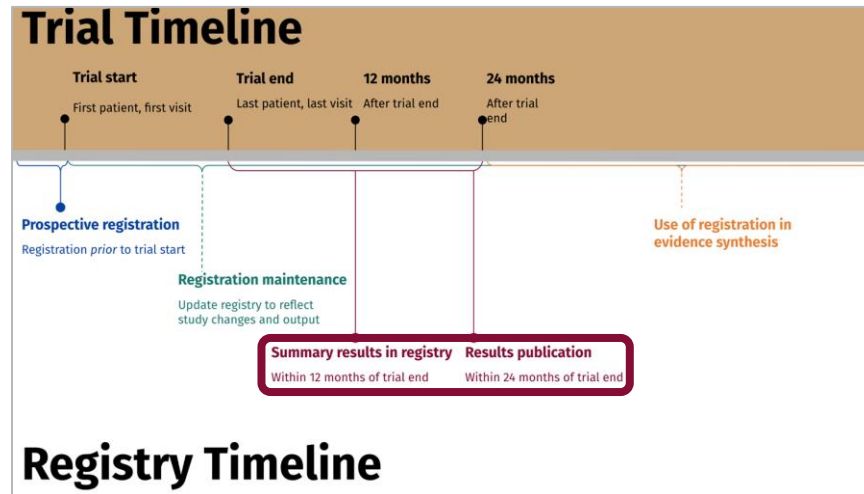 Trial Timeline
Trial start
Trial end
12 months
24 months
First patient, first visit
Last patient, last visit
After trial end
After trial
end
Prospective registration
Registration prior to trial start
Use of registration in
evidence synthesis
Registration maintenance
Update registry to reflect
study changes and output
Summary results in registry
Results publication
Within 12 months of trial end
Within 24 months of trial end
Registry Timeline